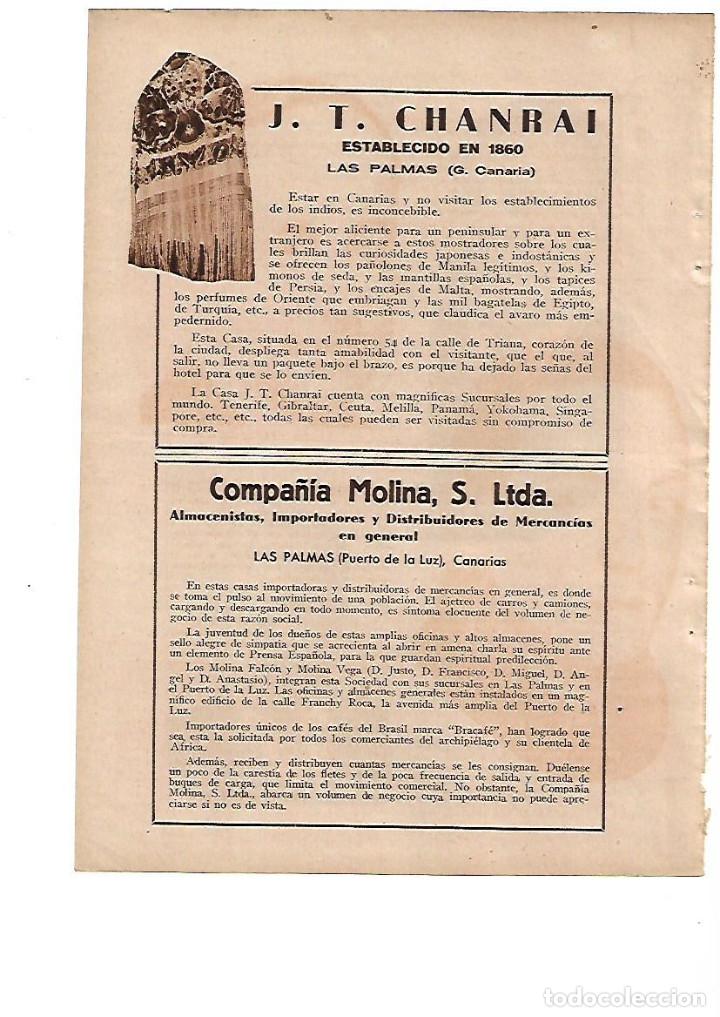 J. T. CHANRAI
ESTABLECIDO EN 1860
LAS PALMAS (G. Canaria)
Estar en Canarias y no visitar los establecimientos
de los indios, es inconcebible.
El mejor aliciente para un peninsular y para un ex-
tranjero es acercarse a estos mostradores sobre los cua-
les brillan las curiosidades japonesas e indostánicas y
se ofrecen los pañolones de Manila legítimos, y los ki-
monos de seda, y las mantillas españolas, y los tapices
de Persia, y los encajes de Malta, mostrando, además,
los perfumes de Oriente que embriagan y las mil bagatelas de Egipto,
de Turquía, etc., a precios tan sugestivos, que claudica el avaro más em-
pedernido.
Esta Casa, situada en el número 54 de la calle de Triana, corazón de
la ciudad, despliega tanta amabilidad con el visitante, que el que, al
salir, no lleva un paquete bajo el brazo, es porque ha dejado las señas del
hotel para que se lo envíen.
La Casa J. T. Chanrai cuenta con magníficas Sucursales por todo el
mundo. Tenerife, Gibraltar, Ceuta, Melilla, Panamá, Yokohama, Singa-
pore, etc., etc., todas las cuales pueden ser visitadas sin compromiso de
compra.
Compañía Molina, S. Ltda.
Almacenistas, Importadores y Distribuidores de Mercancías
en general
LAS PALMAS (Puerto de la Luz), Canarias
En estas casas importadoras y distribuidoras de mercancías en general, es donde
se toma el pulso al movimiento de una población. El ajetreo de carros y camiones,
cargando y descargando en todo momento, es síntoma elocuente del volumen de ne-
gocio de esta razón social.
La juventud de los dueños de estas amplias oficinas y altos almacenes, pone un
sello alegre de simpatía que se acrecienta al abrir en amena charla su espíritu ante
un elemento de Prensa Española, para la que guardan espiritual predilección.
Los Molina Falcón y Molina Vega (D. Justo, D. Francisco, D. Miguel, D. An-
gel y D. Anastasio), integran esta Sociedad con sus sucursales en Las Palmas y en
el Puerto de la Luz. Las oficinas y almacenes generales están instalados en un mag-
nífico edificio de la calle Franchy Roca, la avenida más amplia del Puerto de la
Luz.
Importadores únicos de los cafés del Brasil marca "Bracafé", han logrado que
sea esta la solicitada por todos los comerciantes del archipiélago y su clientela de
Africa.
Además, reciben y distribuyen cuantas mercancías se les consignan. Duélense
un poco de la carestía de los fletes y de la poca frecuencia de salida, y entrada de
buques de carga, que limita el movimiento comercial. No obstante, la Compañía
Molina, S. Ltda., abarca un volumen de negocio cuya importancia no puede apre-
ciarse si no es de vista.
todocoleccion